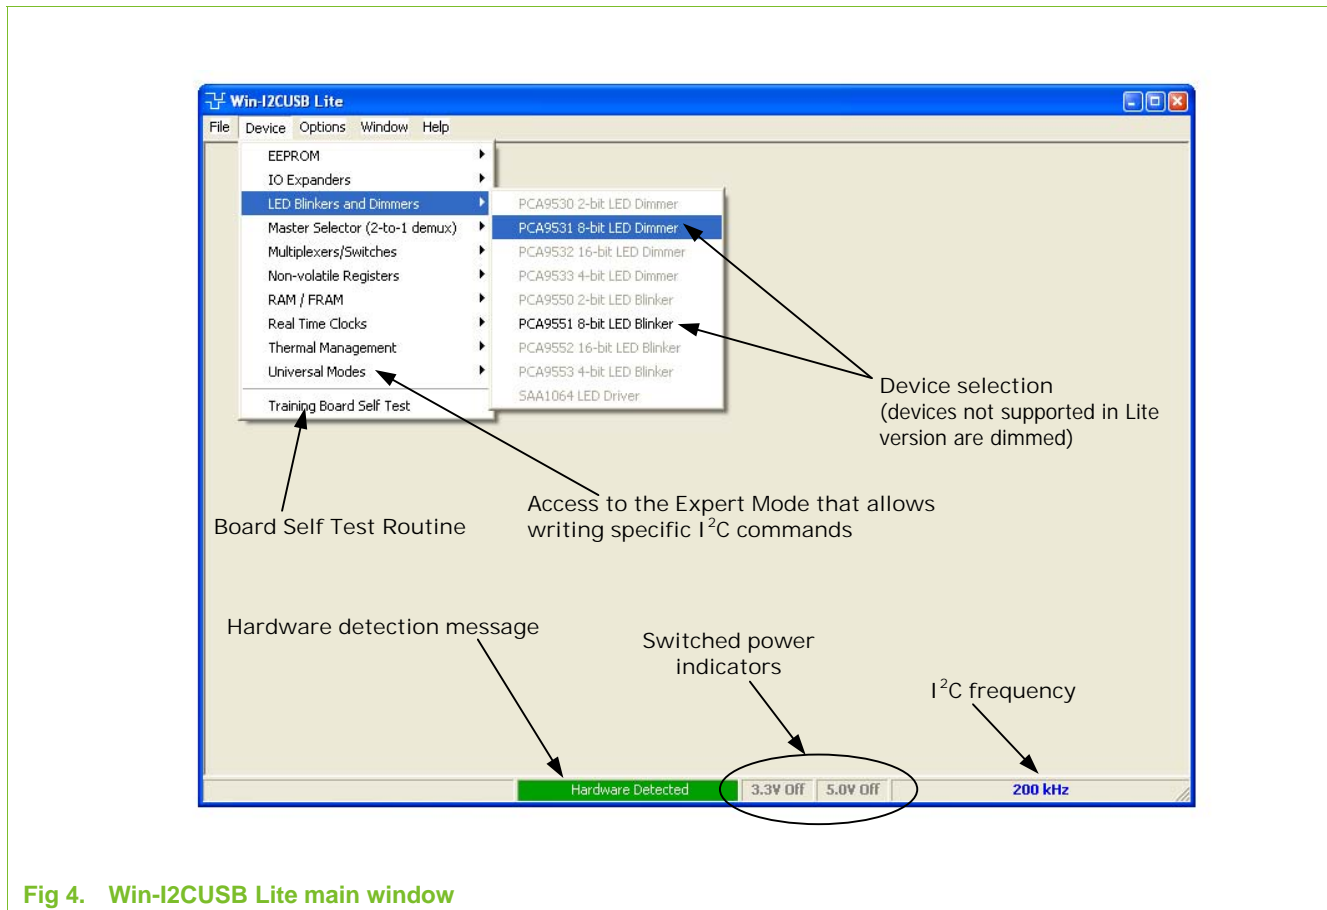 Win-I2CUSB Lite
File Device Options Window Help
EEPROM
IO Expanders
LED Blinkers and Dimmers
Master Selector (2-to-1 demux)
Multiplexers/Switches
Non-volatile Registers
RAM / FRAM
Real Time Clocks
Thermal Management
Universal Modes
Training Board Self Test
PCA9530 2-bit LED Dimmer
PCA9531 8-bit LED Dimmer
PCA9532 16-bit LED Dimmer
PCA9533 4-bit LED Dimmer
PCA9550 2-bit LED Blinker
PCA9551 8-bit LED Blinker
PCA9552 16-bit LED Blinker
PCA9553 4-bit LED Blinker
SAA1064 LED Driver
Device selection
(devices not supported in Lite
version are dimmed)
Access to the Expert Mode that allows
writing specific I²C commands
Board Self Test Routine
Hardware detection message
Switched power
indicators
I²C frequency
Hardware Detected 3.3V Off 5.0V Off 200 kHz
Fig 4. Win-I2CUSB Lite main window